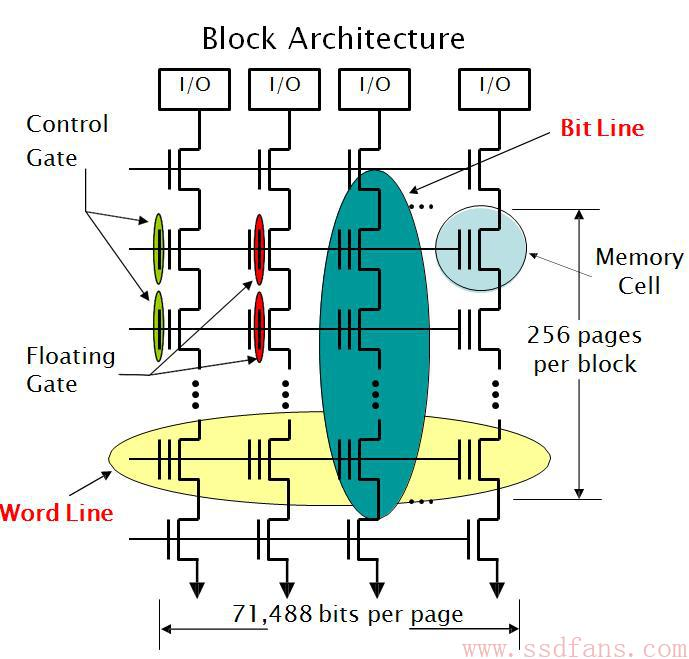 Block Architecture
I/O I/O I/O I/O
Control
Gate
Bit Line
Memory
Cell
256 pages
per block
Floating
Gate
Word Line
71,488 bits per page
www.ssdfans.com